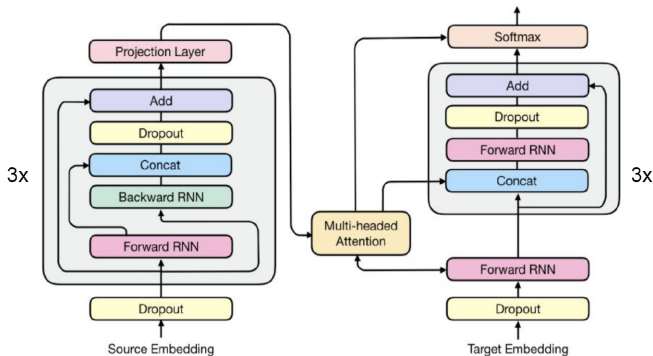 Projection Layer
Add
Dropout
Concat
Backward RNN
Forward RNN
3x
Dropout
Source Embedding
Multi-headed
Attention
Softmax
Add
Dropout
Forward RNN
Concat
3x
Forward RNN
Dropout
Target Embedding